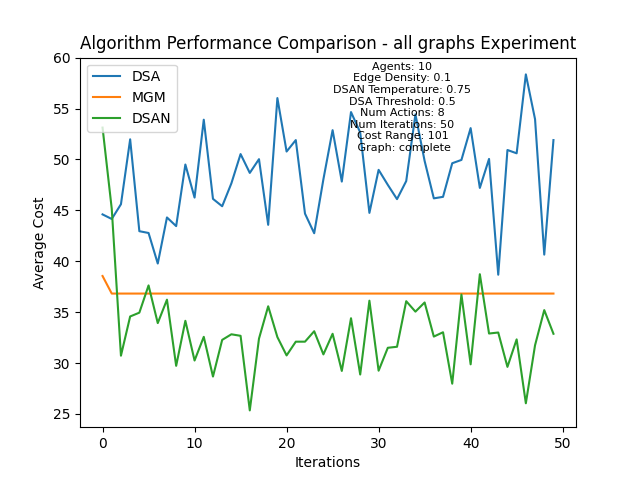 Algorithm Performance Comparison - all graphs Experiment
DSA
MGM
DSAN
Agents: 10
Edge Density: 0.1
DSAN Temperature: 0.75
DSA Threshold: 0.5
Num Actions: 8
Num Iterations: 50
Cost Range: 101
Graph: complete
Average Cost
60
55
50
45
40
35
30
25
0
10
20
30
40
50
Iterations